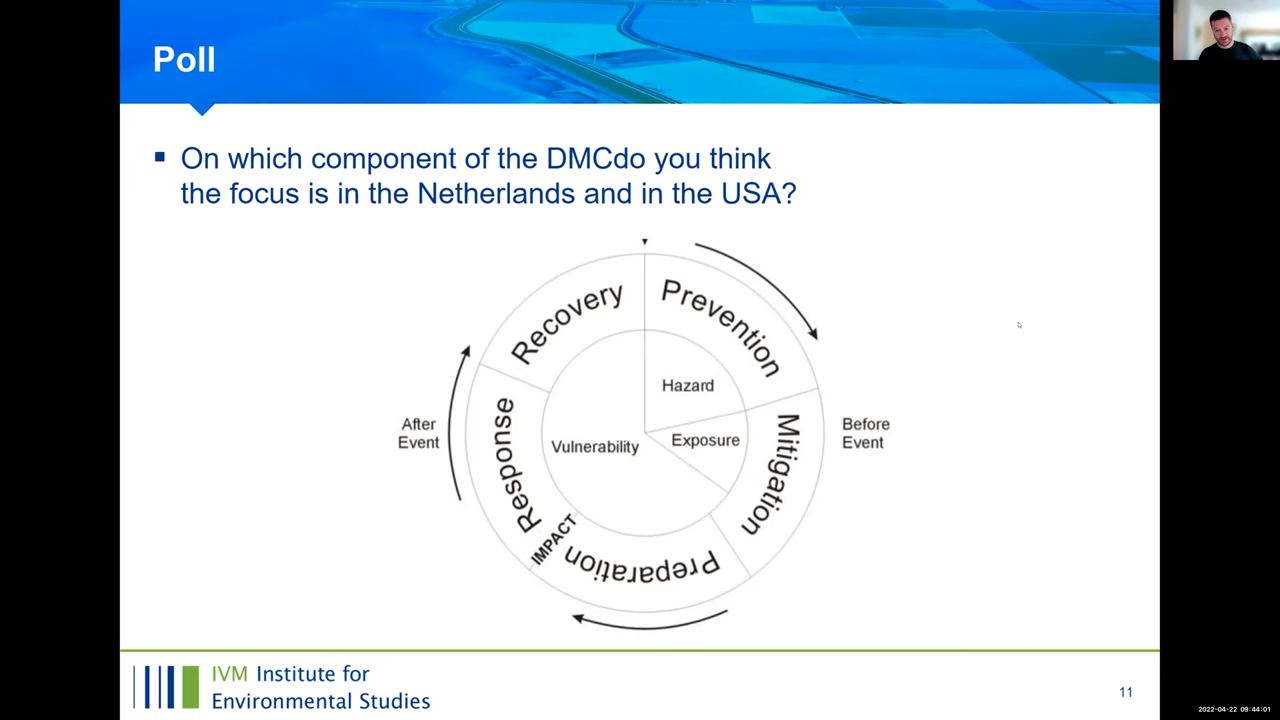 Poll
On which component of the DMCdo you think
the focus is in the Netherlands and in the USA?
Recovery
Prevention
Hazard
After
Event
Vulnerability
Exposure
Before
Event
Response
Mitigation
IMPACT
Preparation
IVM Institute for
Environmental Studies
11
2022-04-22 09:44:01